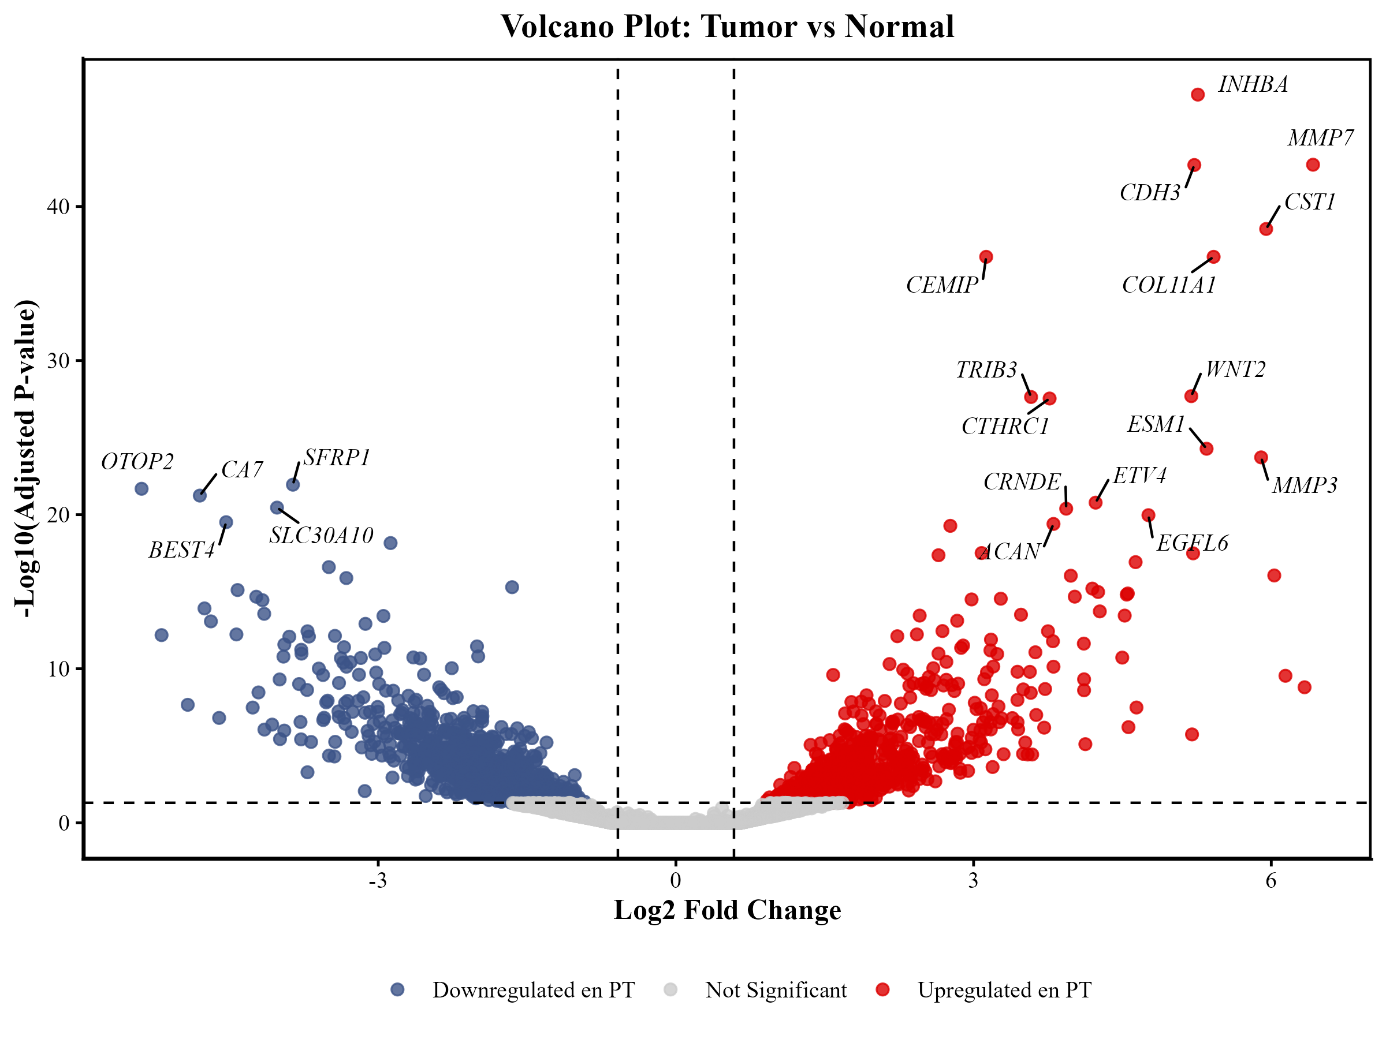 Volcano Plot: Tumor vs Normal
INHBA
MMP7
CDH3
CST1
CEMIP
COL11A1
TRIB3
WNT2
CTHRC1
ESM1
OTOP2
CA7
SFRP1
CRNDE
ETV4
MMP3
BEST4
SLC30A10
ACAN
EGFL6
-Log10(Adjusted P-value)
40
30
20
10
0
-3
0
3
6
Log2 Fold Change
Downregulated en PT
Not Significant
Upregulated en PT